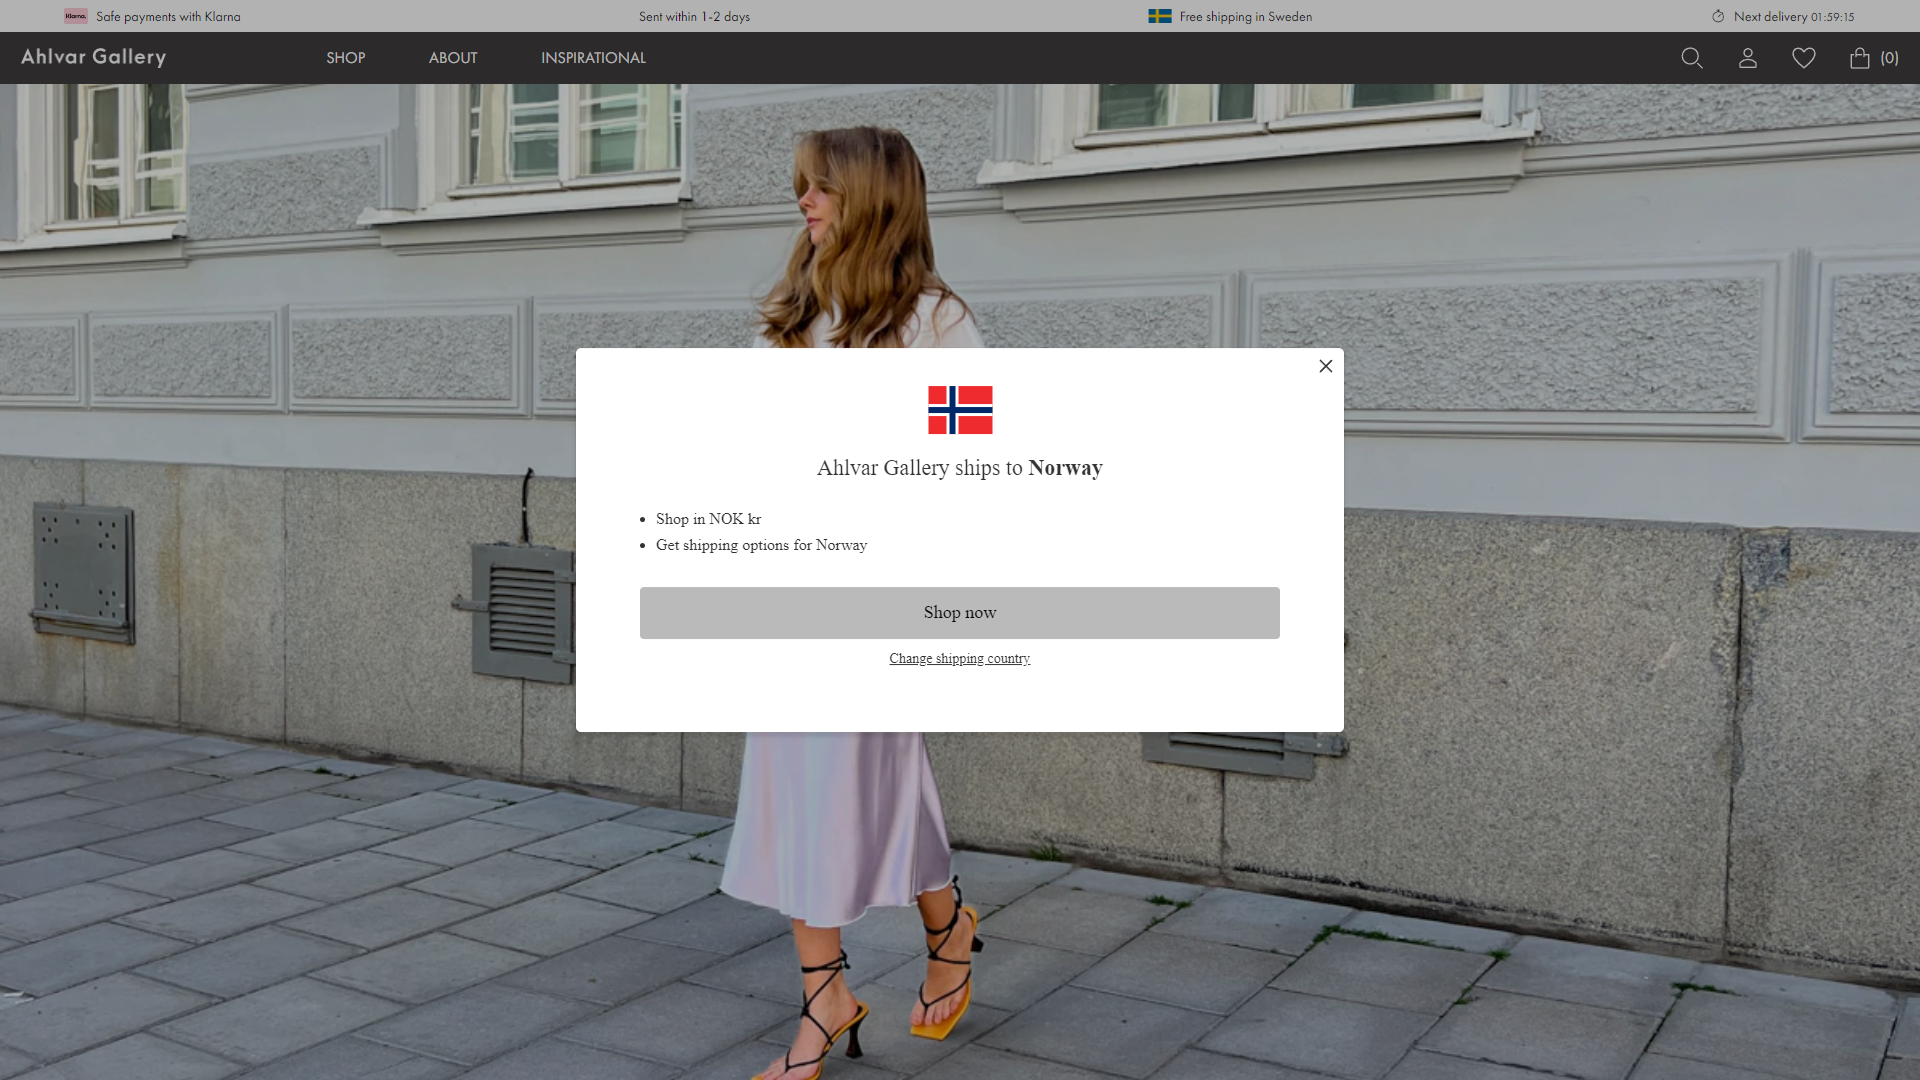 Klarna.
Safe payments with Klarna
Sent within 1-2 days
Free shipping in Sweden
Next delivery 01:59:15
Ahlvar Gallery
SHOP
ABOUT
INSPIRATIONAL
(0)
Ahlvar Gallery ships to Norway
Shop in NOK kr
Get shipping options for Norway
Shop now
Change shipping country